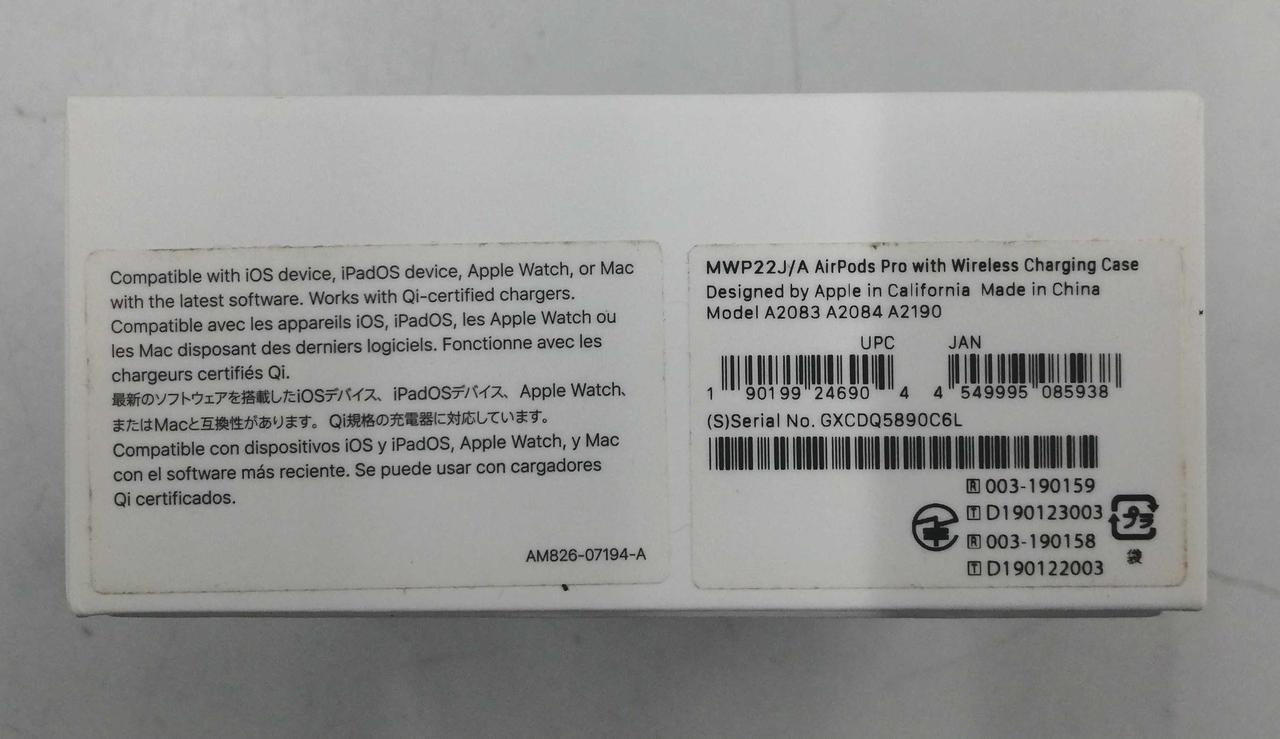 Compatible with iOS device, iPadOS device, Apple Watch, or Mac
with the latest software. Works with Qi-certified chargers.
Compatible avec les appareils iOS, iPadOS, les Apple Watch ou
les Mac disposant des derniers logiciels. Fonctionne avec les
chargeurs certifiés Qi.
最新のソフトウェアを搭載したiOSデバイス、iPadOSデバイス、Apple Watch、
またはMacと互換性があります。Qi規格の充電器に対応しています。
Compatible con dispositivos iOS y iPadOS, Apple Watch, y Mac
con el software más reciente. Se puede usar con cargadores
Qi certificados.
AM826-07194-A
MWP22J/A AirPods Pro with Wireless Charging Case
Designed by Apple in California Made in China
Model A2083 A2084 A2190
UPC JAN
1 90199 24690 4 4 549995 085938
(S)Serial No. GXCDQ5890C6L
R 003-190159
T D190123003
R 003-190158
T D190122003
プラ
袋